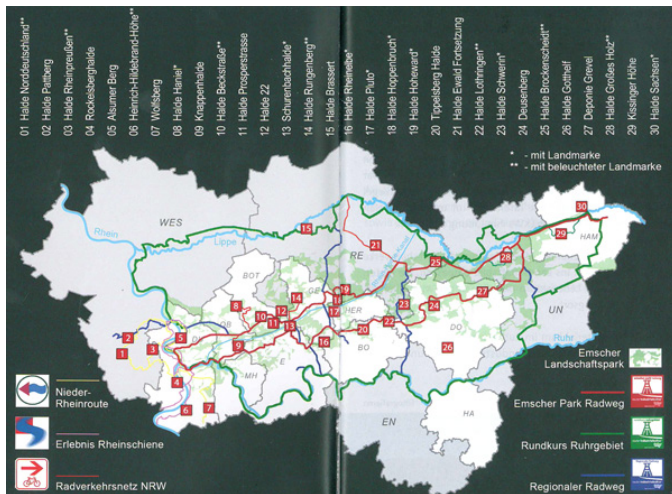 01 Halde Norddeutschland**
02 Halde Pattberg
03 Halde Rheinpreußen**
04 Rockelsberghalde
05 Alsumer Berg
06 Heinrich-Hildebrand-Höhe**
07 Wolfsberg
08 Halde Haniel*
09 Knappenhalde
10 Halde Beckstraße**
11 Halde Prosperstrasse
12 Halde 22
13 Schurenbachhalde*
14 Halde Rungenberg**
15 Halde Brassert
16 Halde Rheinelbe*
17 Halde Pluto*
18 Halde Hoppenbruch*
19 Halde Hoheward*
20 Tippelsberg Halde
21 Halde Ewald Fortsetzung
22 Halde Lothringen**
23 Halde Schwerin*
24 Deusenberg
25 Halde Brockenscheidt**
26 Halde Gotthelf
27 Deponie Grevel
28 Halde Großes Holz**
29 Kissinger Höhe
30 Halde Sachsen*
* - mit Landmarke
** - mit beleuchteter Landmarke
30
HAM
29
WES
Rhein
Lippe
15
RE
21
25
28
BOT
27
UN
8
14
GE
19
10
12
11
13
17
HER
23
24
DO
2
1
3
5
9
E
16
20
22
BO
26
Ruhr
4
MH
6
7
EN
HA
Emscher
Landschaftspark
Nieder-
Rheinroute
Emscher Park Radweg
Erlebnis Rheinschiene
Rundkurs Ruhrgebiet
Radverkehrsnetz NRW
Regionaler Radweg